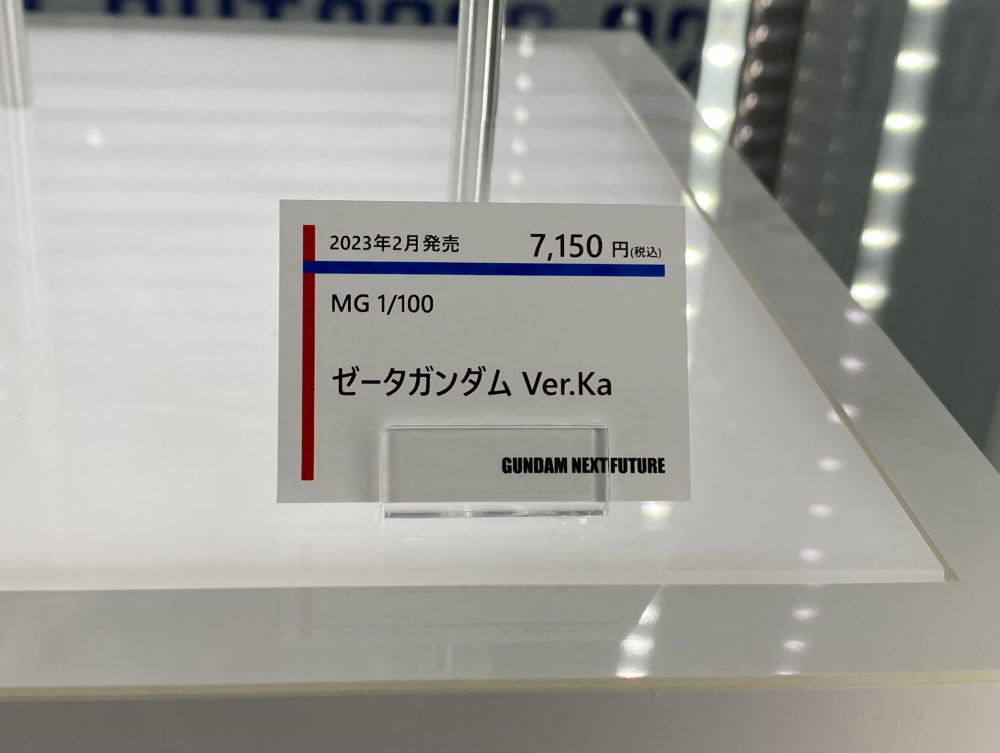 2023年2月発売 7,150 円(税込)
MG 1/100
ゼータガンダム Ver.Ka
GUNDAM NEXT FUTURE